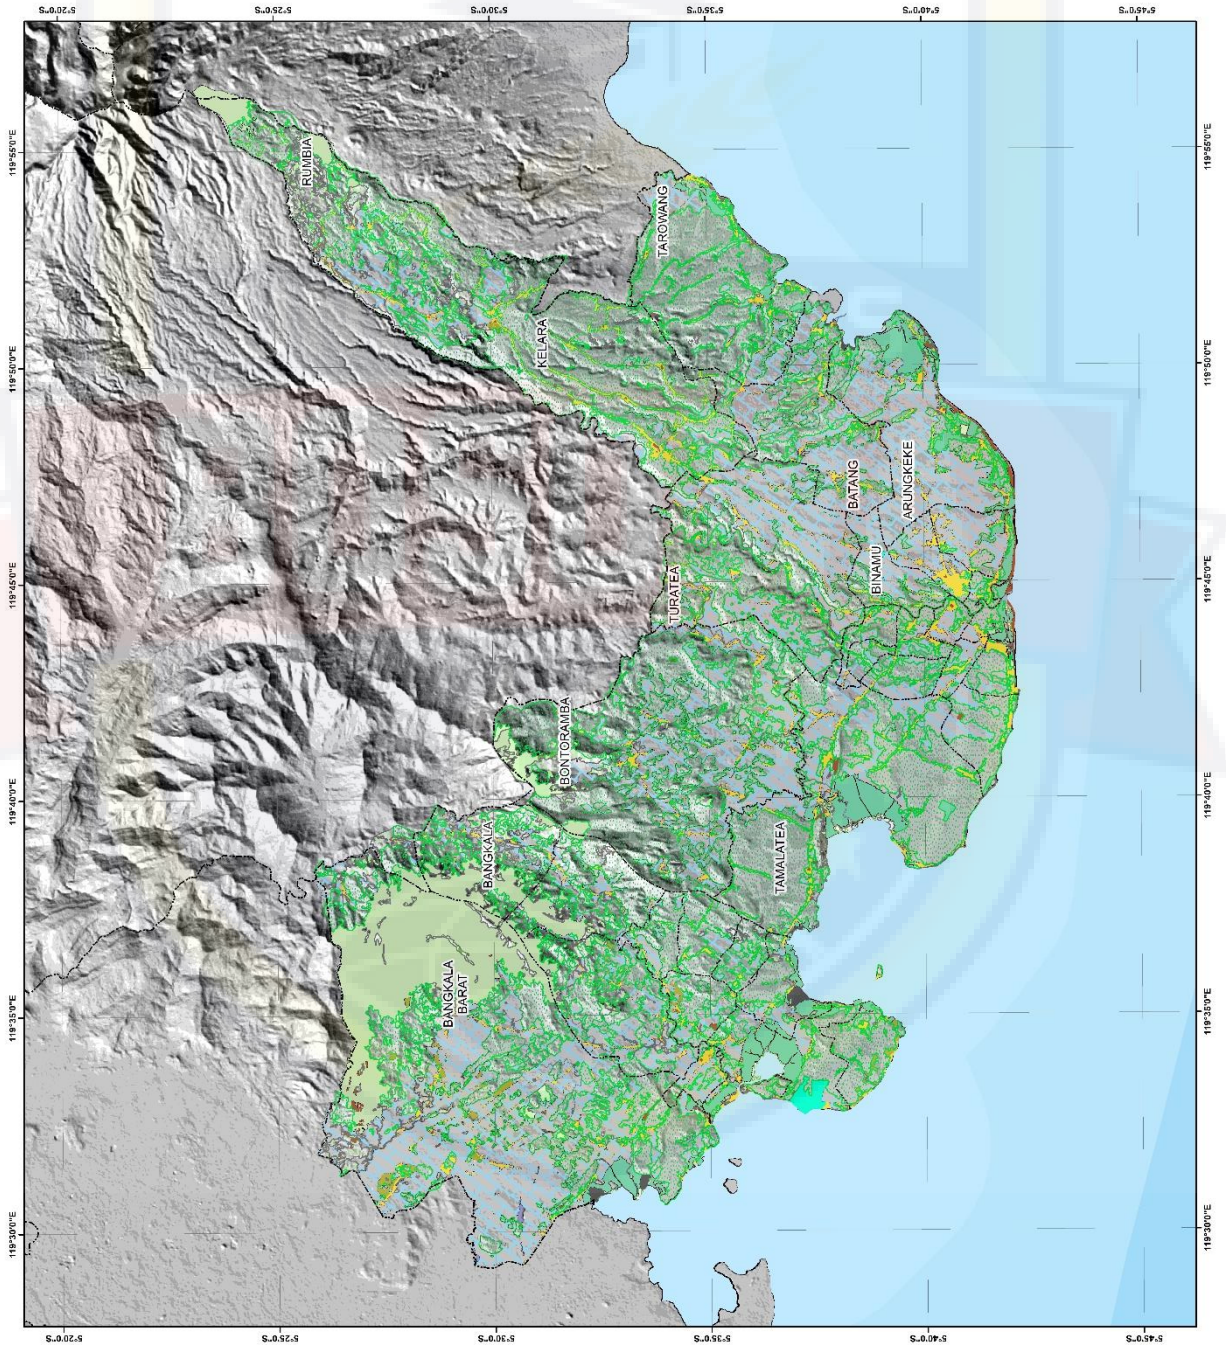 119°30'0"E
119°35'0"E
119°40'0"E
119°45'0"E
119°50'0"E
119°55'0"E
5°20'0"S
5°20'0"S
5°25'0"S
5°25'0"S
5°30'0"S
5°30'0"S
5°35'0"S
5°35'0"S
5°40'0"S
5°40'0"S
5°45'0"S
5°45'0"S
RUMBIA
BANGKALA
BARAT
BANGKALA
KELARA
BONTORAMBA
TAROWANG
TURATEA
TAMALATEA
BATANG
BINAMU
ARUNGKEKE
119°30'0"E
119°35'0"E
119°40'0"E
119°45'0"E
119°50'0"E
119°55'0"E